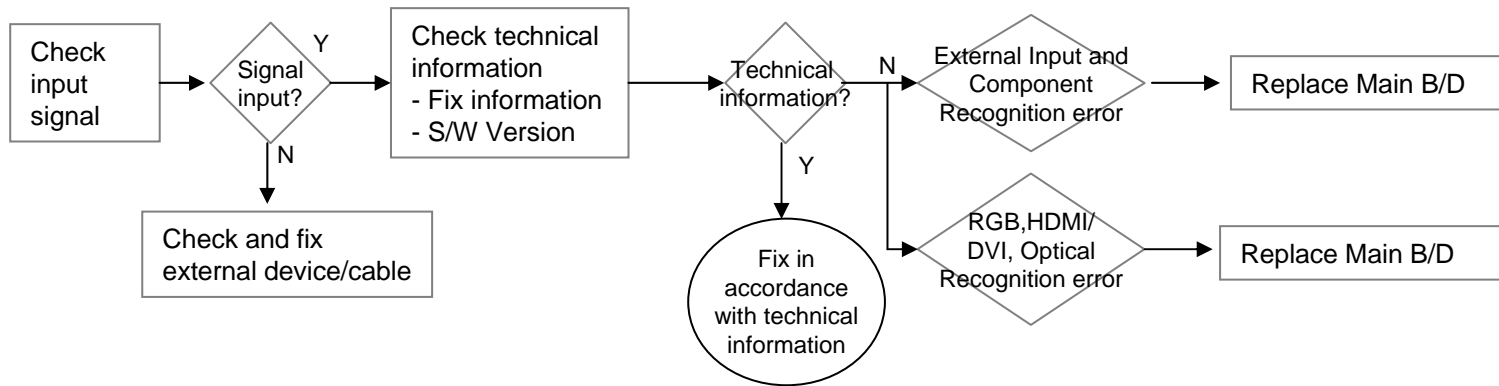 Check
input
signal
Signal
input?
Y
N
Check and fix
external device/cable
Check technical
information
- Fix information
- S/W Version
Technical
information?
N
Y
Fix in
accordance
with technical
information
External Input and
Component
Recognition error
Replace Main B/D
RGB,HDMI/
DVI, Optical
Recognition error
Replace Main B/D